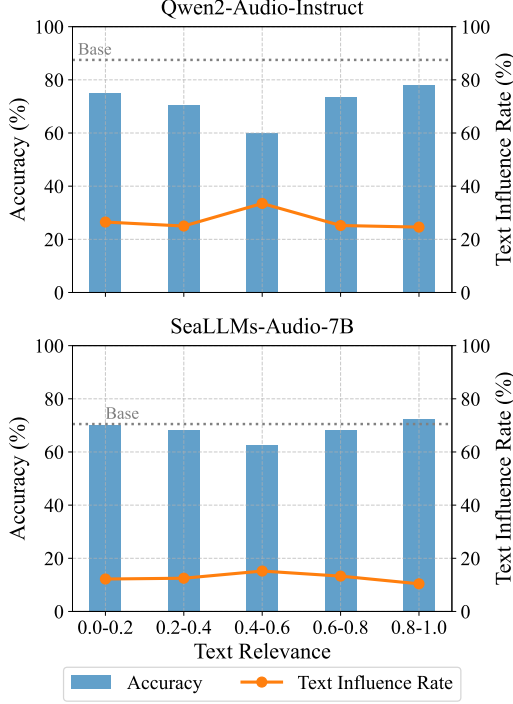 Qwen2-Audio-Instruct
100 100
Base
80 80
60 60
40 40
20 20
0 0
Accuracy (%)
Text Influence Rate (%)
SeaLLMs-Audio-7B
100 100
Base
80 80
60 60
40 40
20 20
0 0
Accuracy (%)
Text Influence Rate (%)
0.0-0.2 0.2-0.4 0.4-0.6 0.6-0.8 0.8-1.0
Text Relevance
Accuracy Text Influence Rate